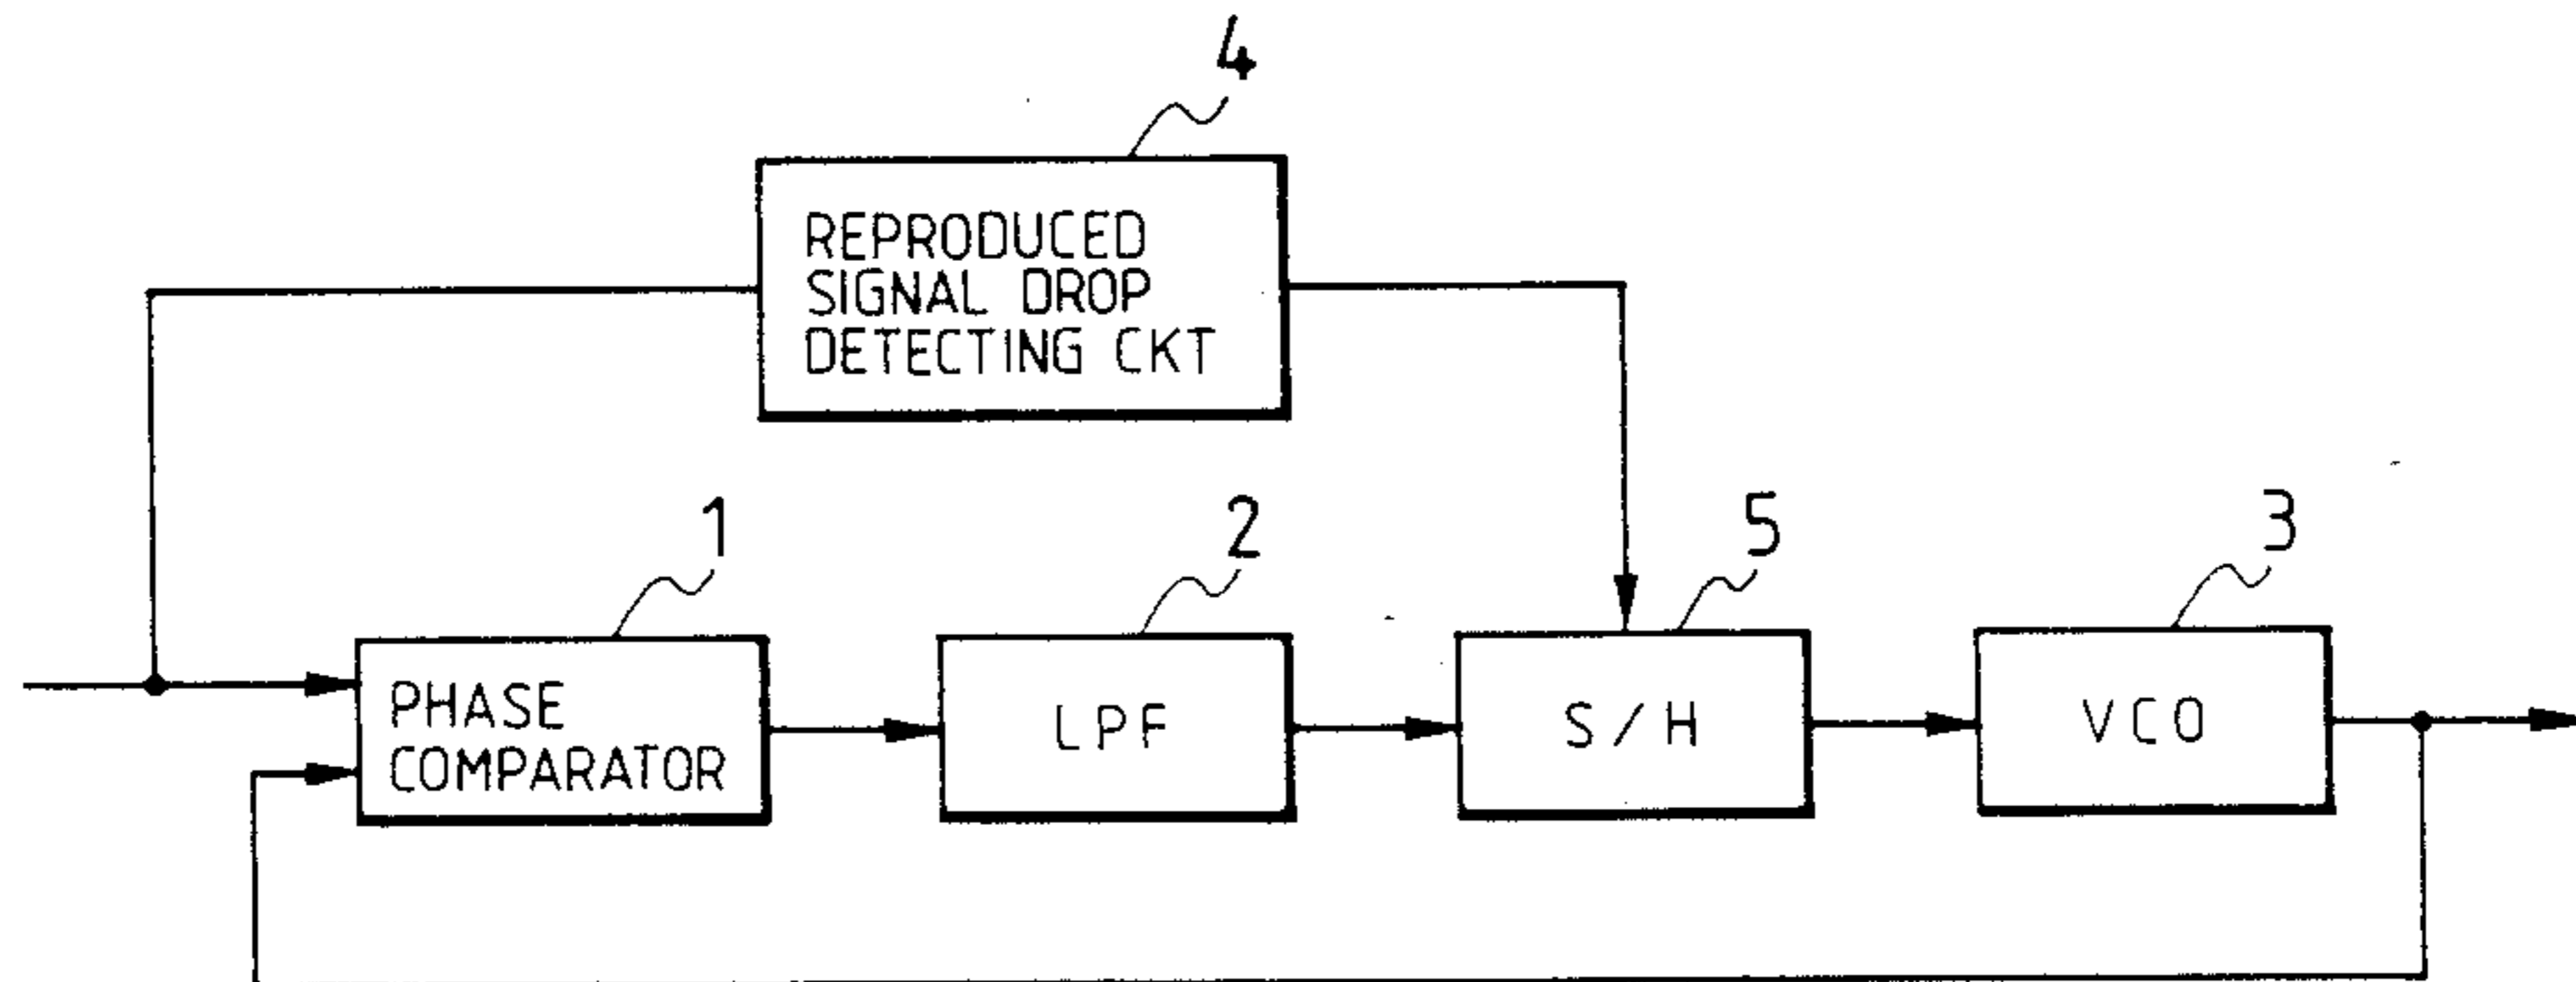 4
REPRODUCED
SIGNAL DROP
DETECTING CKT
1
2
5
3
PHASE
COMPARATOR
LPF
S/H
VCO